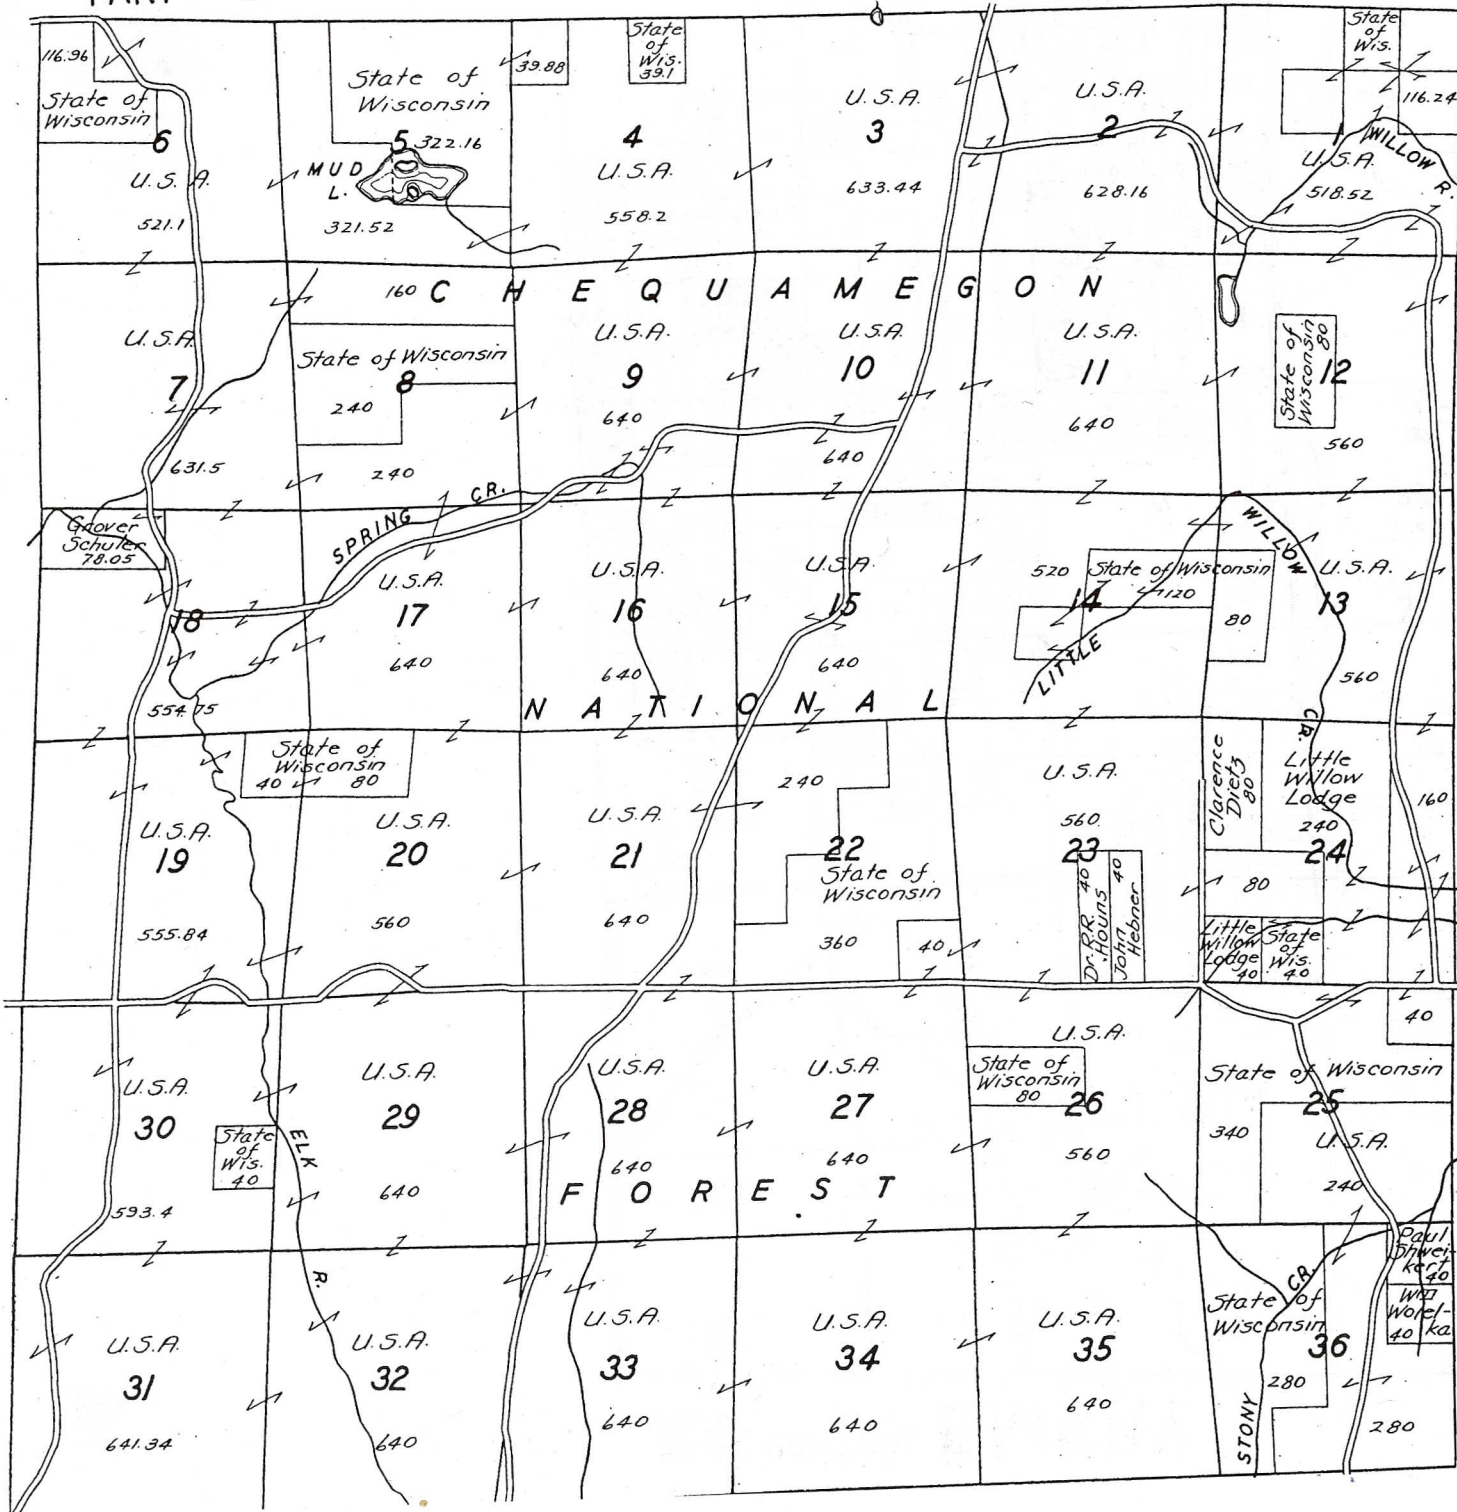 116.96
State of
Wisconsin
6
U.S.A.
521.1
State of
Wisconsin
5 322.16
MUD
L.
321.52
39.88
State
of
Wis.
39.1
4
U.S.A.
558.2
U.S.A.
3
633.44
U.S.A.
2
628.16
State
of
Wis.
116.24
1
U.S.A.
518.52
WILLOW R.
CHEQUAMEGON
U.S.A.
7
631.5
160
State of Wisconsin
8
240
240
U.S.A.
9
640
U.S.A.
10
640
U.S.A.
11
640
State of
Wisconsin
80
12
560
Grover
Schuler
78.05
18
554.75
SPRING CR.
U.S.A.
17
640
U.S.A.
16
640
U.S.A.
15
640
520
State of Wisconsin
120
14
80
LITTLE
WILLOW
CR.
U.S.A.
13
560
NATIONAL
State of
Wisconsin
40 80
U.S.A.
19
555.84
U.S.A.
20
560
U.S.A.
21
640
240
22
State of
Wisconsin
360
40
U.S.A.
560
23
Dr. R.R. 40
Houns
John 40
Hebner
Clarence
Dietz
80
Little
Willow
Lodge
240
24
160
80
Little
Willow
Lodge
40
State
of
Wis.
40
U.S.A.
30
593.4
State
of
Wis.
40
ELK
R.
U.S.A.
29
640
U.S.A.
28
640
U.S.A.
27
640
U.S.A.
State of
Wisconsin
80
26
560
40
State of Wisconsin
25
340
U.S.A.
240
FOREST
U.S.A.
31
641.34
U.S.A.
32
640
U.S.A.
33
640
U.S.A.
34
640
U.S.A.
35
640
STONY
CR.
State of
Wisconsin
36
280
280
Paul
Shwei-
kert
40
Wm
Worel-
40 ka